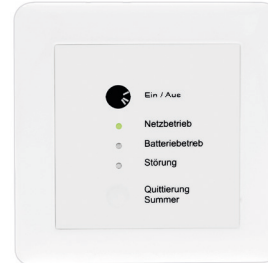 Ein / Aus
Netzbetrieb
Batteriebetreb
Störung
Quittierung
Summer